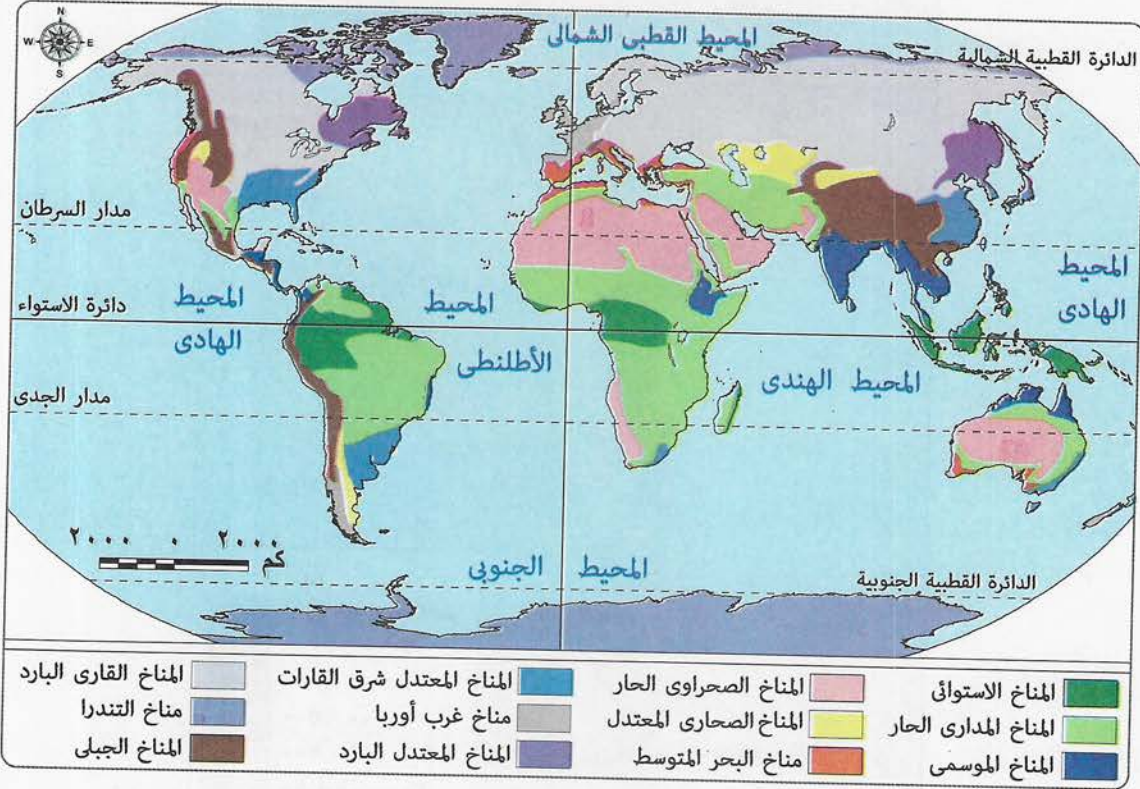 N
W E
S
المحيط القطبى الشمالى
الدائرة القطبية الشمالية
مدار السرطان
المحيط
الهادى
دائرة الاستواء
المحيط
الهادى
المحيط
الأطلنطى
المحيط الهندى
مدار الجدى
٢٠٠٠ ٠ ٢٠٠٠
كم
المحيط الجنوبى
الدائرة القطبية الجنوبية
المناخ الاستوائى
المناخ الصحراوى الحار
المناخ المعتدل شرق القارات
المناخ القارى البارد
المناخ المدارى الحار
المناخ الصحارى المعتدل
مناخ غرب أوربا
مناخ التندرا
المناخ الموسمى
مناخ البحر المتوسط
المناخ المعتدل البارد
المناخ الجبلى